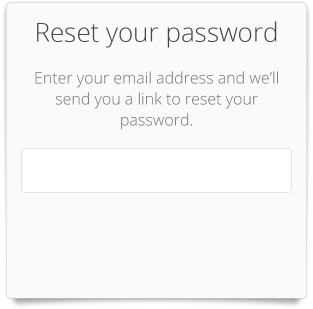 Reset your password
Enter your email address and we'll
send you a link to reset your
password.